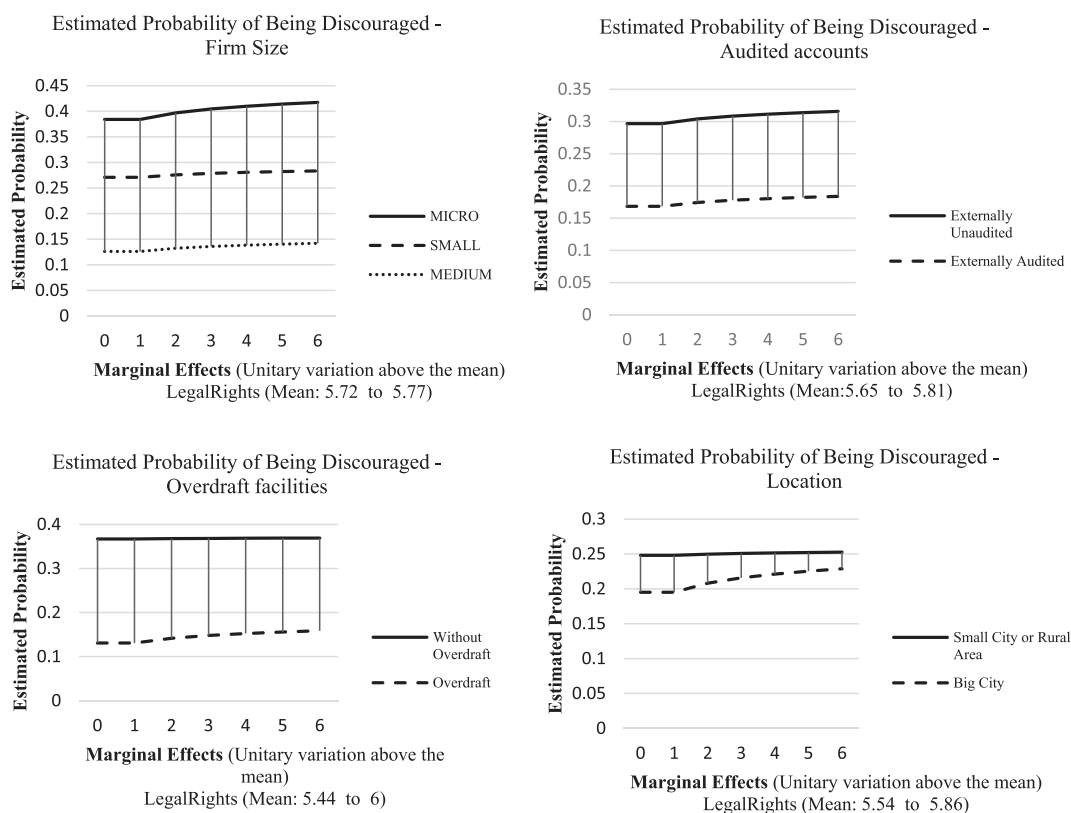 Estimated Probability of Being Discouraged -
Firm Size
Estimated Probability
0.45
0.4
0.35
0.3
0.25
0.2
0.15
0.1
0.05
0
0 1 2 3 4 5 6
MICRO
SMALL
MEDIUM
Marginal Effects (Unitary variation above the mean)
LegalRights (Mean: 5.72 to 5.77)
Estimated Probability of Being Discouraged -
Audited accounts
Estimated Probability
0.35
0.3
0.25
0.2
0.15
0.1
0.05
0
0 1 2 3 4 5 6
Externally
Unaudited
Externally Audited
Marginal Effects (Unitary variation above the mean)
LegalRights (Mean:5.65 to 5.81)
Estimated Probability of Being Discouraged -
Overdraft facilities
Estimated Probability
0.4
0.3
0.2
0.1
0
0 1 2 3 4 5 6
Without
Overdraft
Overdraft
Marginal Effects (Unitary variation above the
mean)
LegalRights (Mean: 5.44 to 6)
Estimated Probability of Being Discouraged -
Location
Estimated Probability
0.3
0.25
0.2
0.15
0.1
0.05
0
0 1 2 3 4 5 6
Small City or Rural
Area
Big City
Marginal Effects (Unitary variation above the mean)
LegalRights (Mean: 5.54 to 5.86)